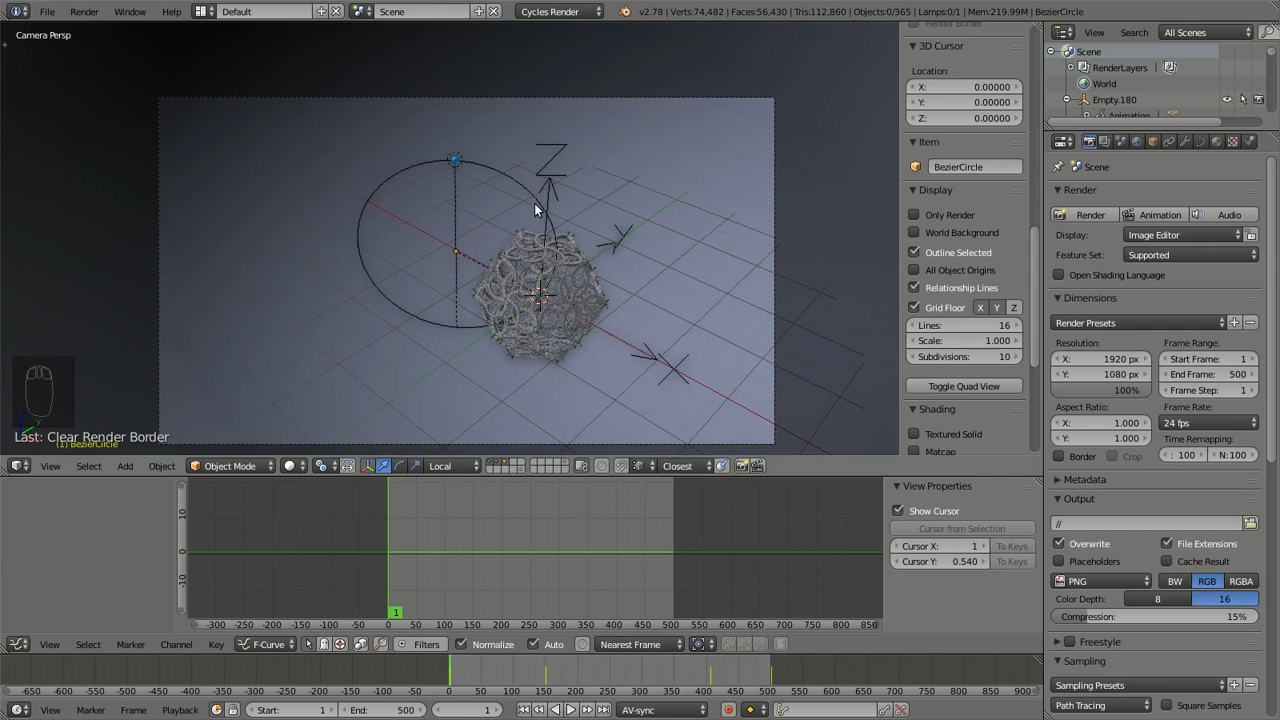 File Render Window Help Default Scene Cycles Render v2.78 | Verts:74,482 | Faces:56,430 | Tris:112,860 | Objects:0/365 | Lamps:0/1 | Mem:219.99M | BezierCircle
Camera Persp
Z
Y
X
y
Last: Clear Render Border
(1) BezierCircle
Render Border
3D Cursor
Location:
X: 0.00000
Y: 0.00000
Z: 0.00000
Item
BezierCircle
Display
Only Render
World Background
Outline Selected
All Object Origins
Relationship Lines
Grid Floor X Y Z
Lines: 16
Scale: 1.000
Subdivisions: 10
Toggle Quad View
Shading
Textured Solid
Matcap
View Select Add Object Object Mode Local Closest
10
0
-10
1
-300 -250 -200 -150 -100 -50 0 50 100 150 200 250 300 350 400 450 500 550 600 650 700 750 800 850
View Properties
Show Cursor
Cursor from Selection
Cursor X: 1 To Keys
Cursor Y: 0.540 To Keys
View Select Marker Channel Key F-Curve Filters Normalize Auto Nearest Frame
-650 -600 -550 -500 -450 -400 -350 -300 -250 -200 -150 -100 -50 0 50 100 150 200 250 300 350 400 450 500 550 600 650 700 750 800 850 900
View Marker Frame Playback Start: 1 End: 500 1 AV-sync
View Search All Scenes
Scene
RenderLayers |
World
Empty.180
Animation
Scene
Render
Render Animation Audio
Display: Image Editor
Feature Set: Supported
Open Shading Language
Dimensions
Render Presets
Resolution: Frame Range:
X: 1920 px Start Frame: 1
Y: 1080 px End Frame: 500
100% Frame Step: 1
Aspect Ratio: Frame Rate:
X: 1.000 24 fps
Y: 1.000 Time Remapping:
Border Crop : 100 N:100
Metadata
Output
//
Overwrite File Extensions
Placeholders Cache Result
PNG BW RGB RGBA
Color Depth: 8 16
Compression: 15%
Freestyle
Sampling
Sampling Presets
Path Tracing Square Samples